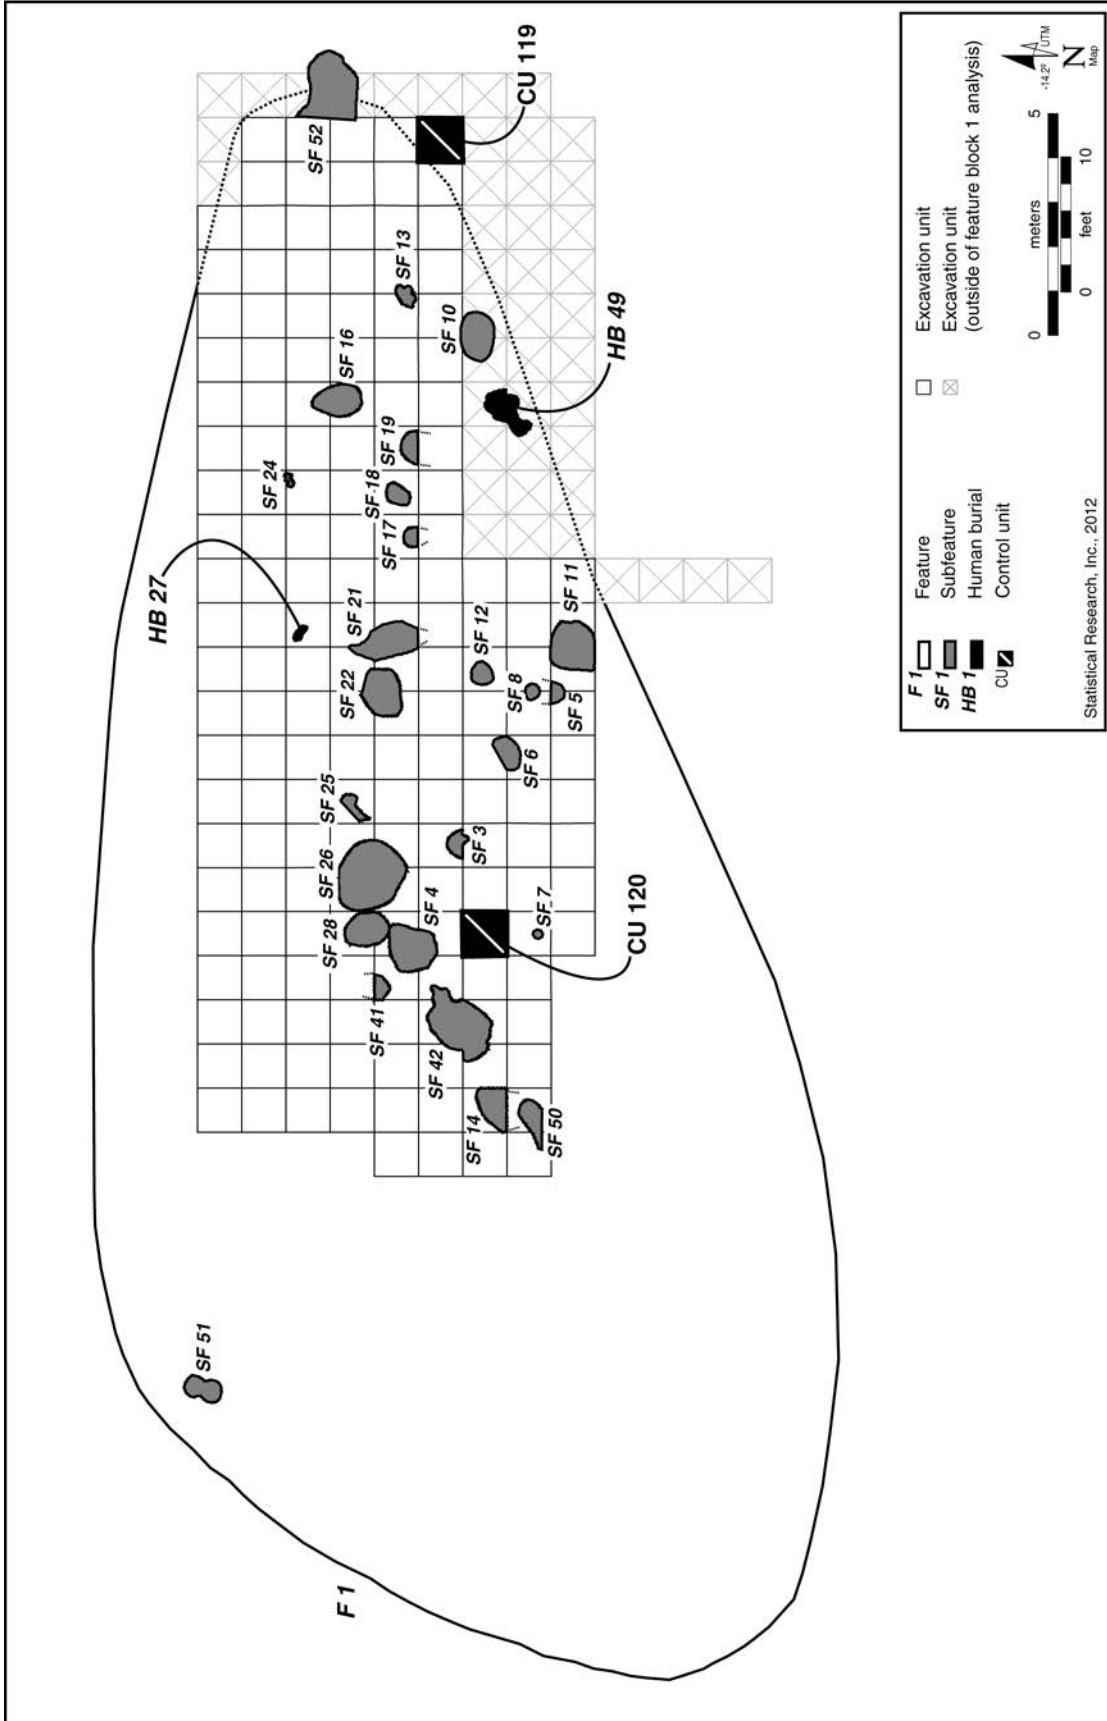 CU 119
SF 52
SF 13
SF 10
HB 49
SF 16
SF 19
SF 24
SF 18
SF 17
HB 27
SF 21
SF 11
SF 12
SF 22
SF 8
SF 5
SF 6
SF 25
SF 3
SF 26
SF 4
SF 7
CU 120
SF 28
SF 41
SF 42
SF 14
SF 50
SF 51
F 1
F 1 Feature
SF 1 Subfeature
HB 1 Human burial
CU Control unit
Excavation unit
Excavation unit
(outside of feature block 1 analysis)
0 meters 5
0 feet 10
-14.2º
UTM
N
Map
Statistical Research, Inc., 2012